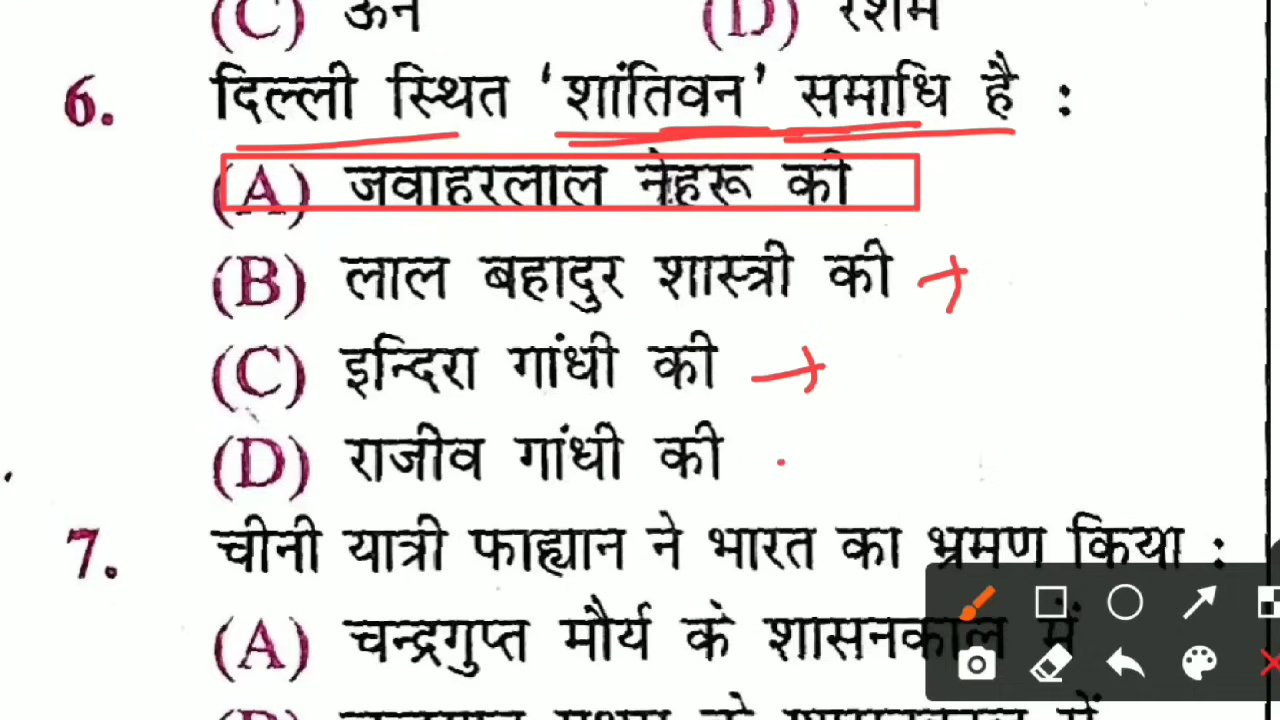 (C) ऊन (D) रेशम
6. दिल्ली स्थित ‘शांतिवन’ समाधि है :
(A) जवाहरलाल नेहरू की
(B) लाल बहादुर शास्त्री की
(C) इन्दिरा गांधी की
(D) राजीव गांधी की
7. चीनी यात्री फाह्यान ने भारत का भ्रमण किया :
(A) चन्द्रगुप्त मौर्य के शासनकाल में